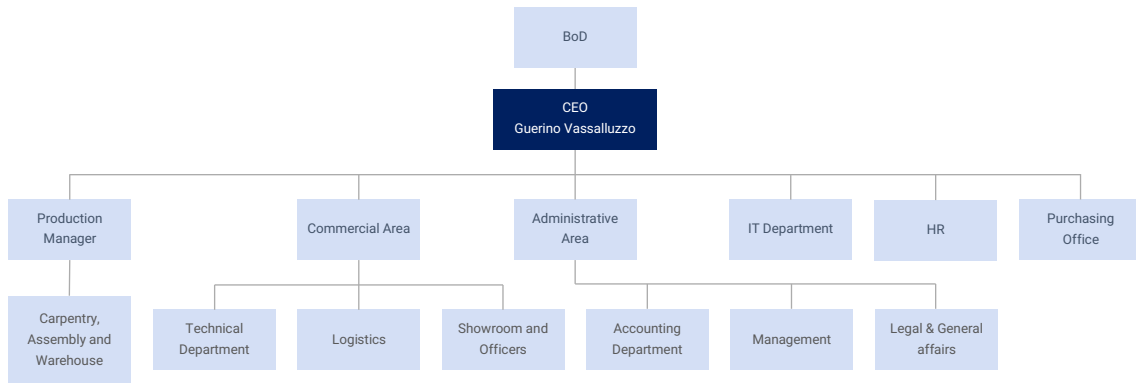 BoD
CEO
Guerino Vassalluzzo
Production
Manager
Commercial Area
Administrative
Area
IT Department
HR
Purchasing
Office
Carpentry,
Assembly and
Warehouse
Technical
Department
Logistics
Showroom and
Officers
Accounting
Department
Management
Legal & General
affairs